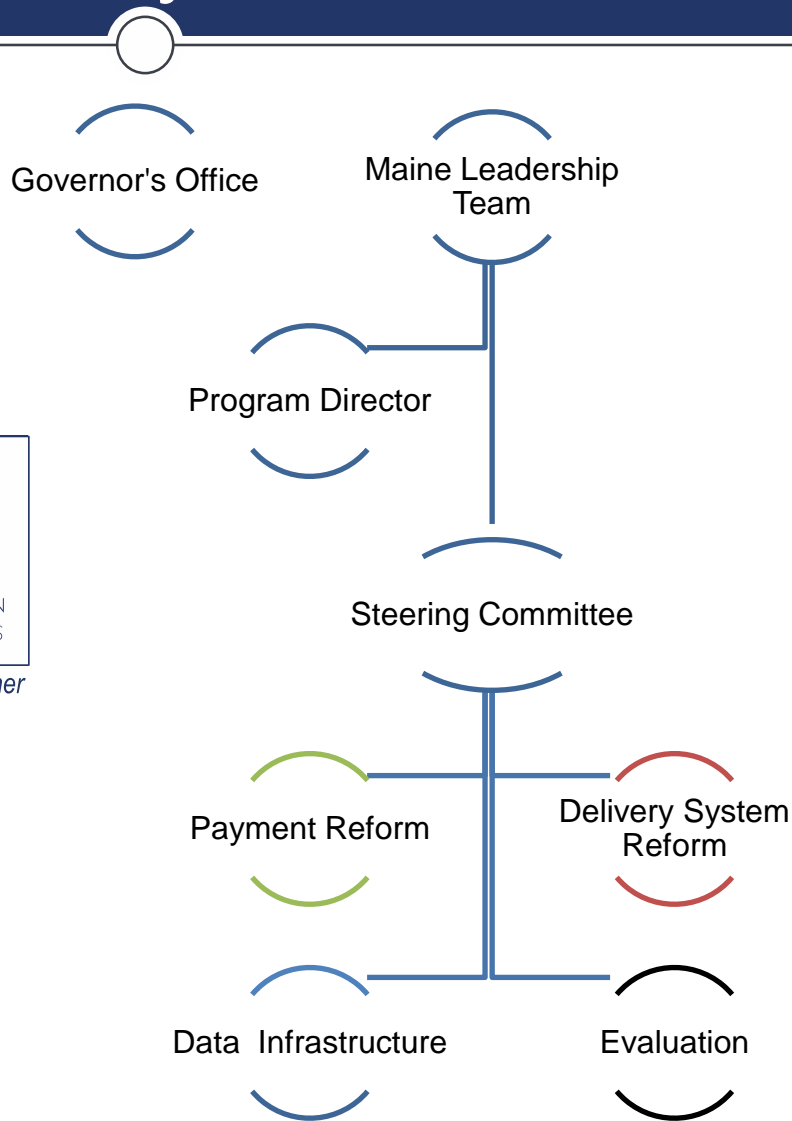 Governor's Office
Maine Leadership
Team
Program Director
Steering Committee
Payment Reform
Delivery System
Reform
Data Infrastructure
Evaluation